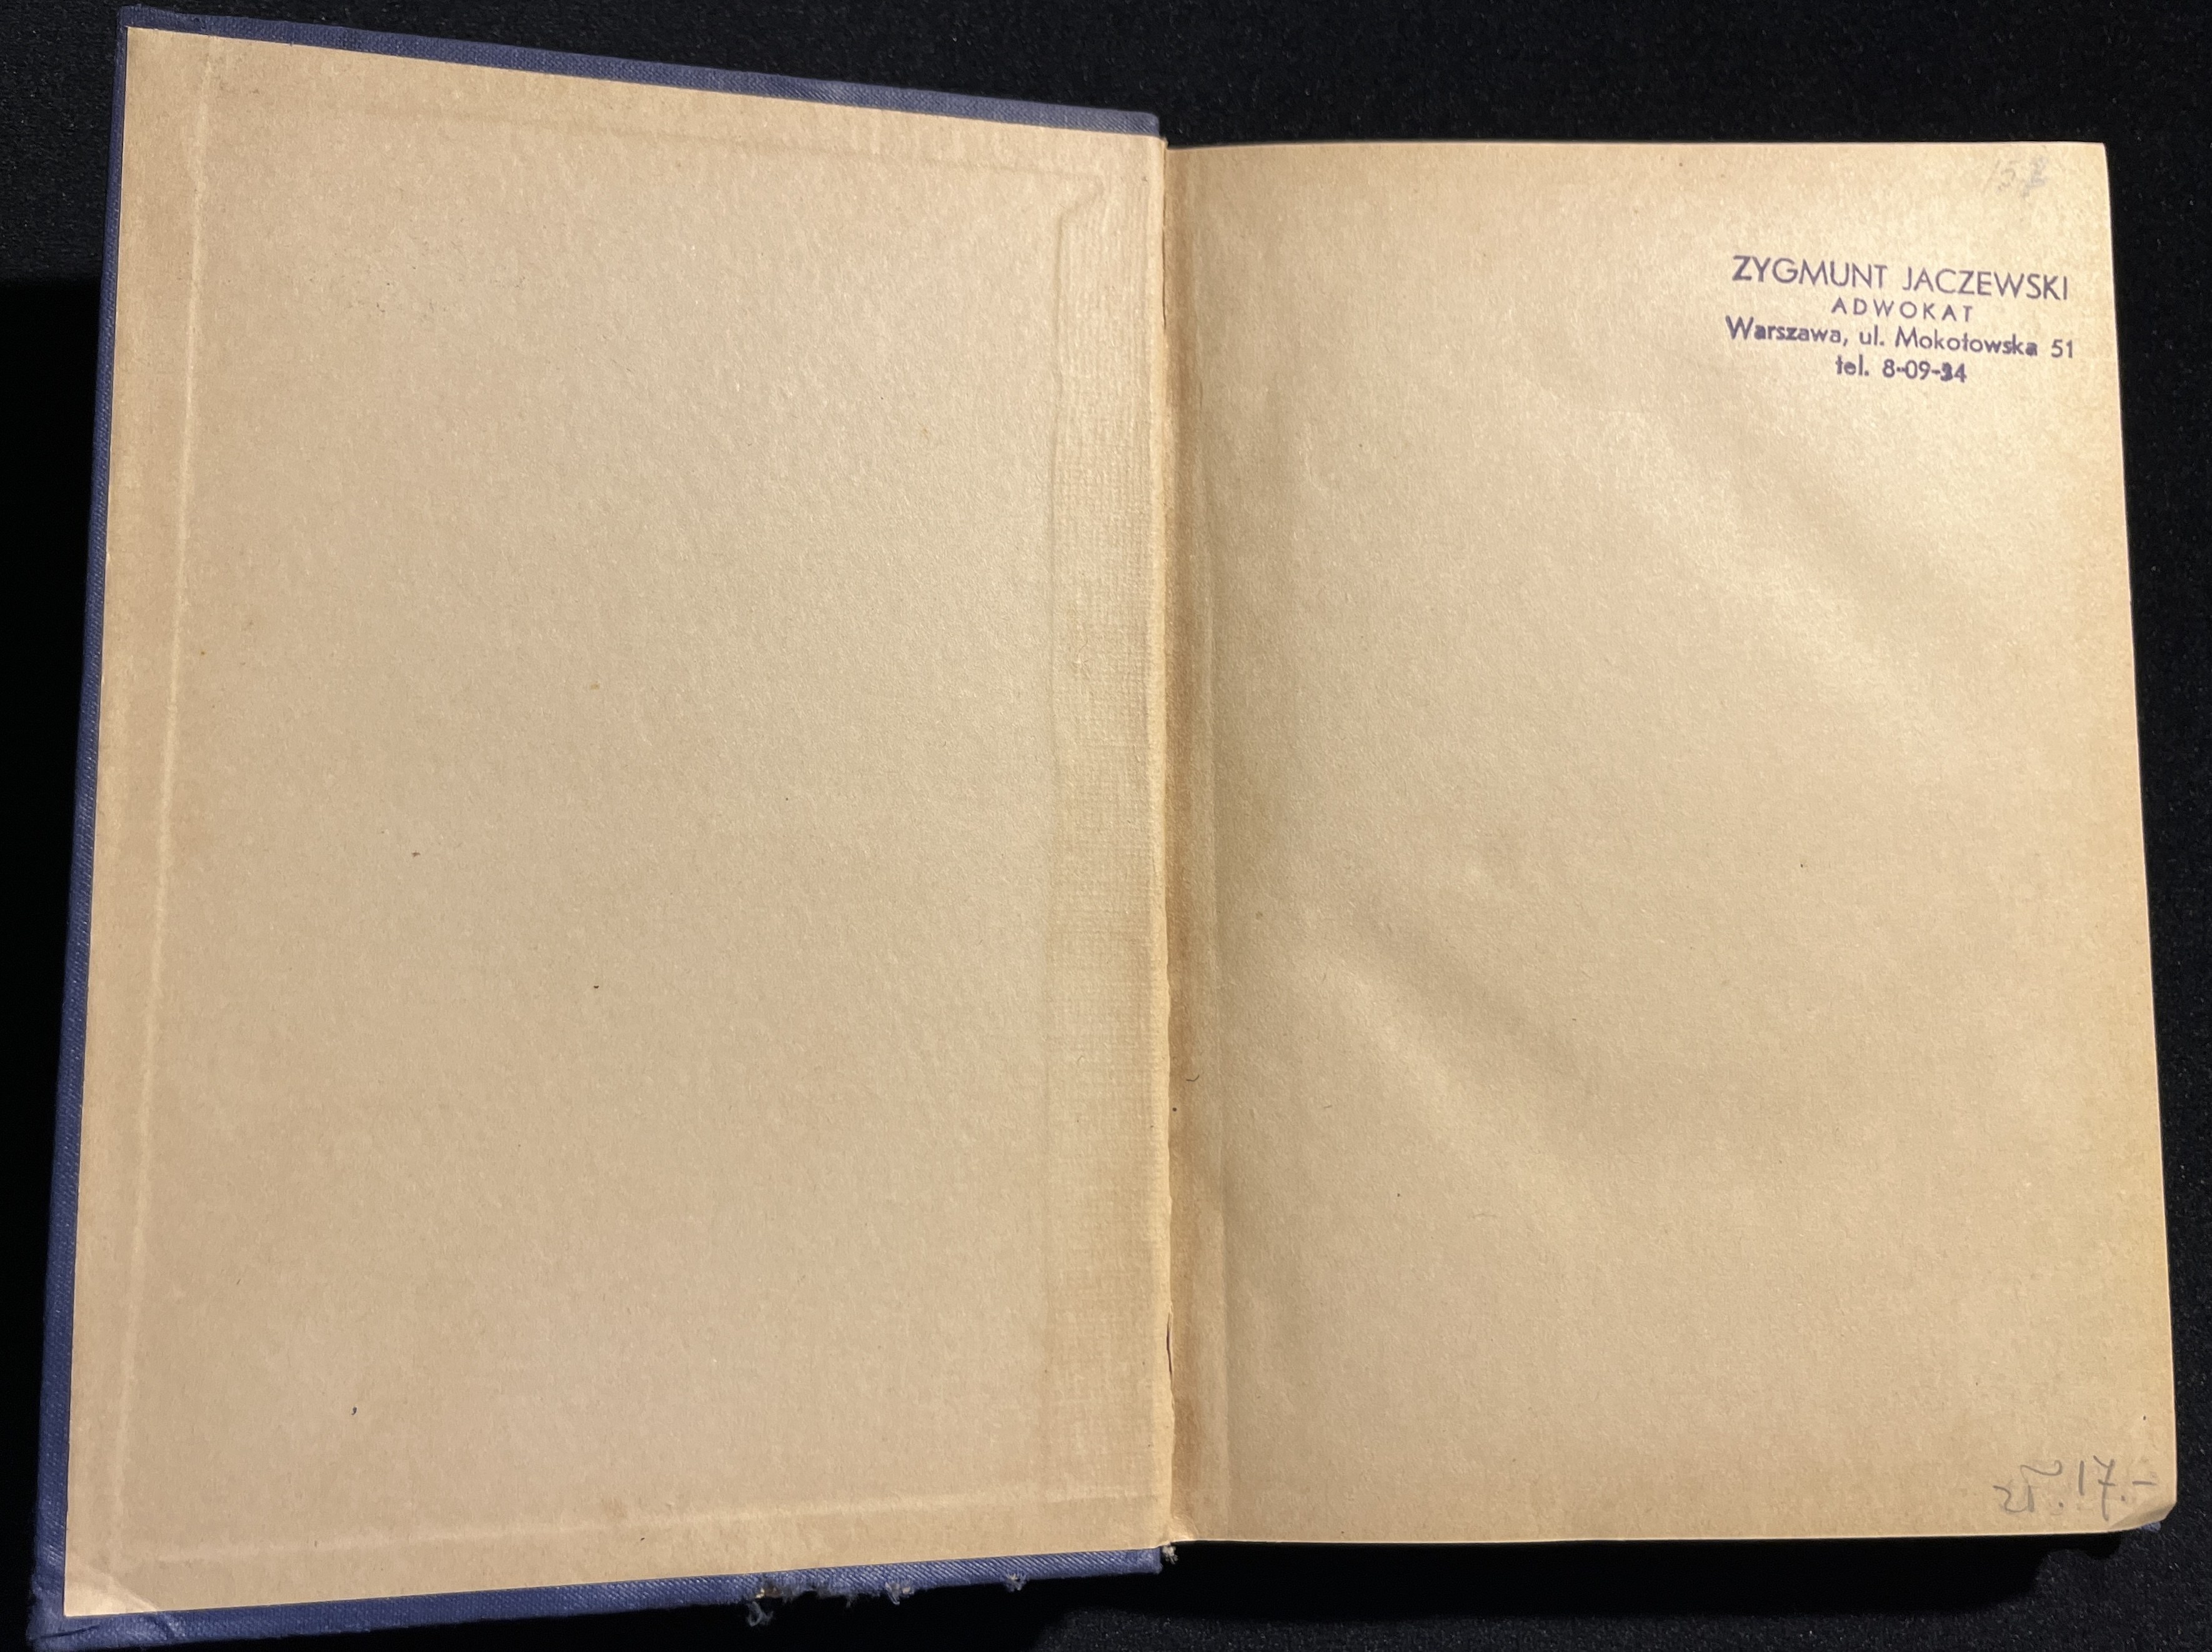 ZYGMUNT JACZEWSKI
ADWOKAT
Warszawa, ul. Mokotowska 51
tel. 8-09-34
zł. 17.-